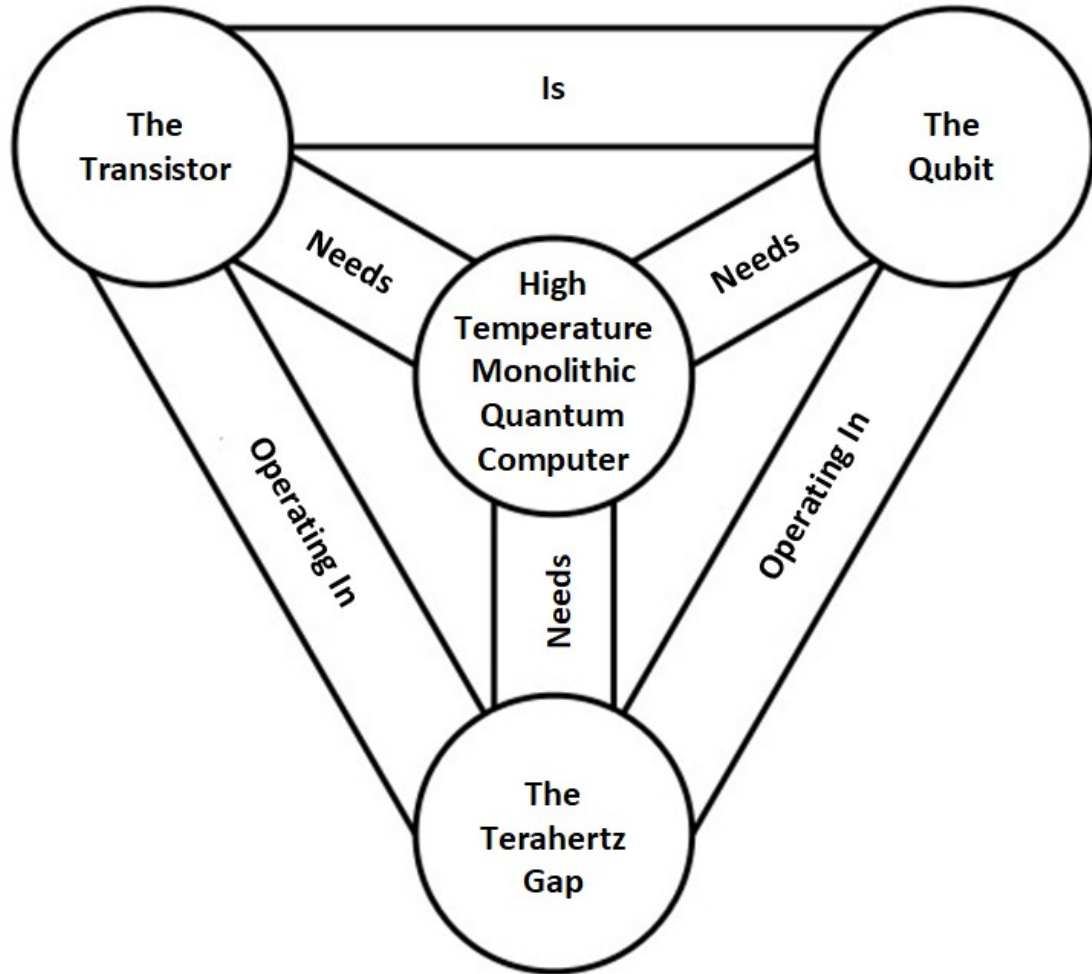 Is
The
Transistor
The
Qubit
Needs
Needs
High
Temperature
Monolithic
Quantum
Computer
Operating In
Operating In
Needs
The
Terahertz
Gap